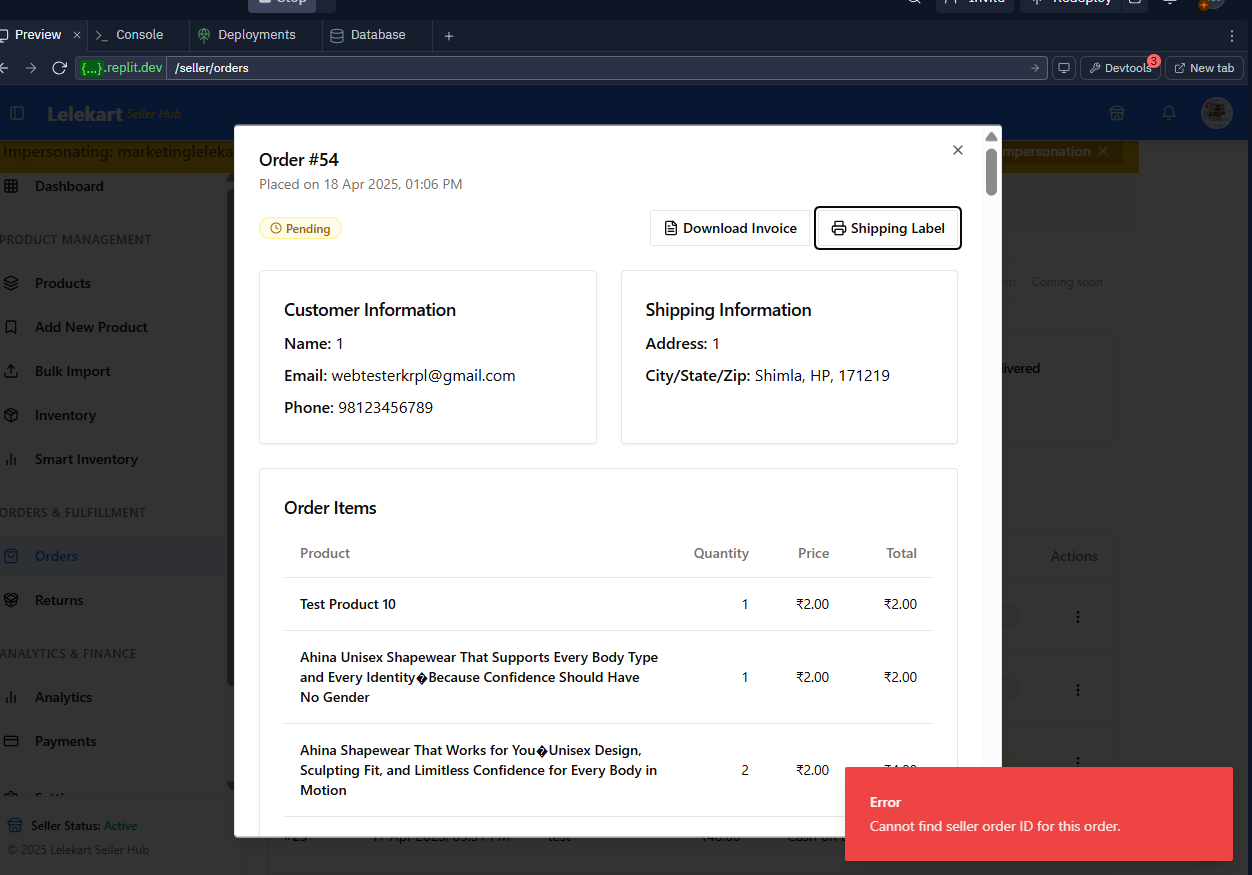 Stop
Invite
Redeploy
Preview
Console
Deployments
Database
{...}.replit.dev
/seller/orders
Devtools
3
New tab
Lelekart Seller Hub
Impersonating: marketingleleka
mpersonation
Dashboard
PRODUCT MANAGEMENT
Products
Add New Product
Bulk Import
Inventory
Smart Inventory
ORDERS & FULFILLMENT
Orders
Returns
ANALYTICS & FINANCE
Analytics
Payments
Seller Status: Active
© 2025 Lelekart Seller Hub
Order #54
Placed on 18 Apr 2025, 01:06 PM
Pending
Download Invoice
Shipping Label
Customer Information
Name: 1
Email: webtesterkrpl@gmail.com
Phone: 98123456789
Shipping Information
Address: 1
City/State/Zip: Shimla, HP, 171219
Order Items
Product Quantity Price Total
Test Product 10 1 ₹2.00 ₹2.00
Ahina Unisex Shapewear That Supports Every Body Type
and Every Identity�Because Confidence Should Have 1 ₹2.00 ₹2.00
No Gender
Ahina Shapewear That Works for You�Unisex Design,
Sculpting Fit, and Limitless Confidence for Every Body in 2 ₹2.00
Motion
Coming soon
livered
Actions
Error
Cannot find seller order ID for this order.